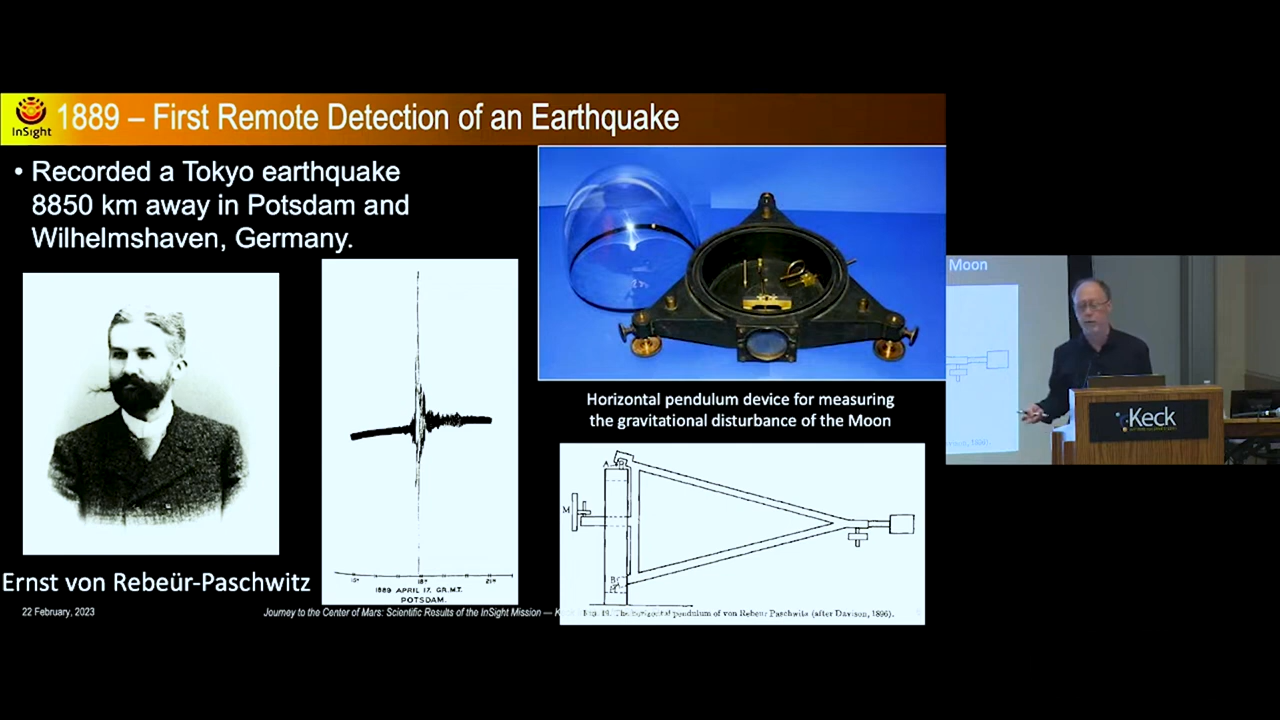 InSight
1889 – First Remote Detection of an Earthquake
• Recorded a Tokyo earthquake
8850 km away in Potsdam and
Wilhelmshaven, Germany.
Horizontal pendulum device for measuring
the gravitational disturbance of the Moon
Moon
Keck
A
M
B
15h
18h
21h
1889 APRIL 17. GR.M.T.
POTSDAM.
Ernst von Rebeür-Paschwitz
The horizontal pendulum of von Rebeur Paschwitz (after Davison, 1896).
22 February, 2023
Journey to the Center of Mars: Scientific Results of the InSight Mission — K